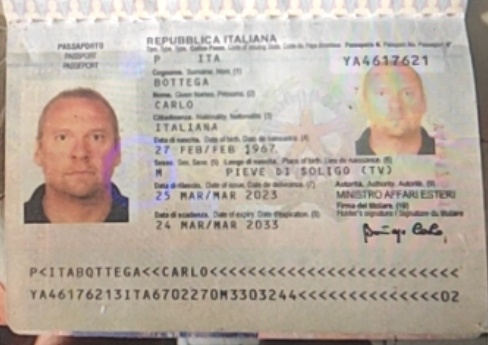 REPUBBLICA ITALIANA
PASSAPORTO
PASSPORT
PASSEPORT
P ITA YA4617621
Cognome. Surname. Nom. (1)
BOTTEGA
Nome. Given Names. Prénoms. (2)
CARLO
Cittadinanza. Nationality. Nationalité. (3)
ITALIANA
Data di nascita. Date of birth. Date de naissance. (4)
27 FEB/FEB 1967
Sesso. Sex. Sexe. (5) Luogo di nascita. Place of birth. Lieu de naissance. (6)
M PIEVE DI SOLIGO (TV)
Data di rilascio. Date of issue. Date de délivrance. (7) Autorità. Authority. Autorité. (9)
25 MAR/MAR 2023 MINISTRO AFFARI ESTERI
Data di scadenza. Date of expiry. Date d'expiration. (8) Firma del titolare. (10)
Holder's signature / Signature du titulaire
24 MAR/MAR 2033
P<ITABOTTEGA<<CARLO<<<<<<<<<<<<<<<<<<<<<<<<<
YA46176213ITA6702270M3303244<<<<<<<<<<<<<<02